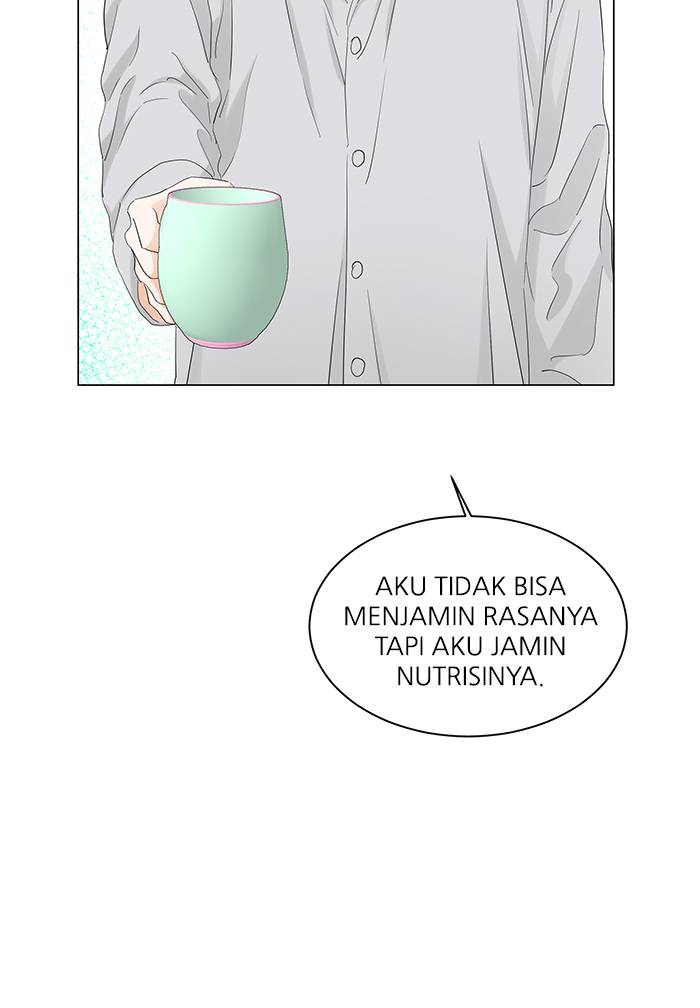 AKU TIDAK BISA
MENJAMIN RASANYA
TAPI AKU JAMIN
NUTRISINYA.